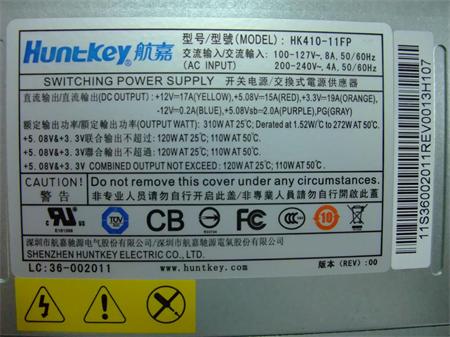 Huntkey 航嘉
型号/型號(MODEL): HK410-11FP
交流输入/交流輸入: 100-127V~ 8A, 50/60Hz
(AC INPUT) 200-240V~ 4A, 50/60Hz
SWITCHING POWER SUPPLY 开关电源/交換式電源供應器
直流输出/直流輸出(DC OUTPUT): +12V=17A(YELLOW), +5.08V=15A(RED), +3.3V=19A(ORANGE),
-12V=0.2A(BLUE), +5.08Vsb=2.0A(PURPLE), PG(GRAY)
额定输出功率/額定輸出功率(OUTPUT WATT): 310W AT 25℃; Derated at 1.52W/℃ to 272W AT 50℃.
+5.08V&+3.3V联合输出不超过: 120W AT 25℃, 110W AT 50℃.
+5.08V&+3.3V聯合輸出不超過: 120W AT 25℃, 110W AT 50℃.
+5.08V&+3.3V COMBINED OUTPUT NOT EXCEED: 120W AT 25℃; 110W AT 50℃.
CAUTION! Do not remove this cover under any circumstances.
警告 非专业人员请勿打开此外盖/非專業人員請勿打開此外蓋
深圳市航嘉驰源电气股份有限公司/深圳市航嘉馳源電氣股份有限公司
SHENZHEN HUNTKEY ELECTRIC CO., LTD.
LC:36-002011 www.huntkey.com 版本(REV):00
11S36002011REV0013H107